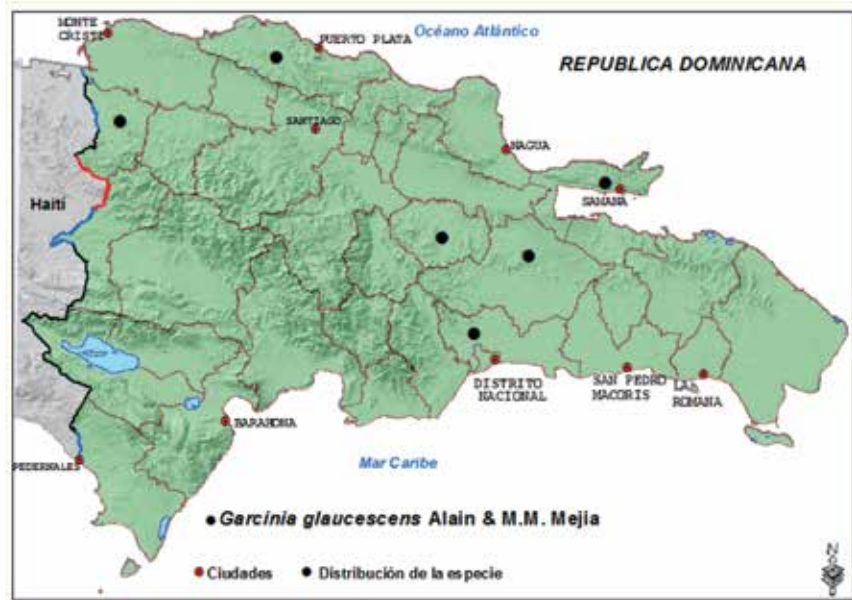 MONTE
CRISTI
PUERTO PLATA
Océano Atlántico
REPUBLICA DOMINICANA
SANTIAGO
NAGUA
Haití
SAMANA
DISTRITO
NACIONAL
SAN PEDRO
MACORIS
LA
ROMANA
BARAHONA
PEDERNALES
Mar Caribe
Garcinia glaucescens Alain & M.M. Mejia
Ciudades
Distribución de la especie
N